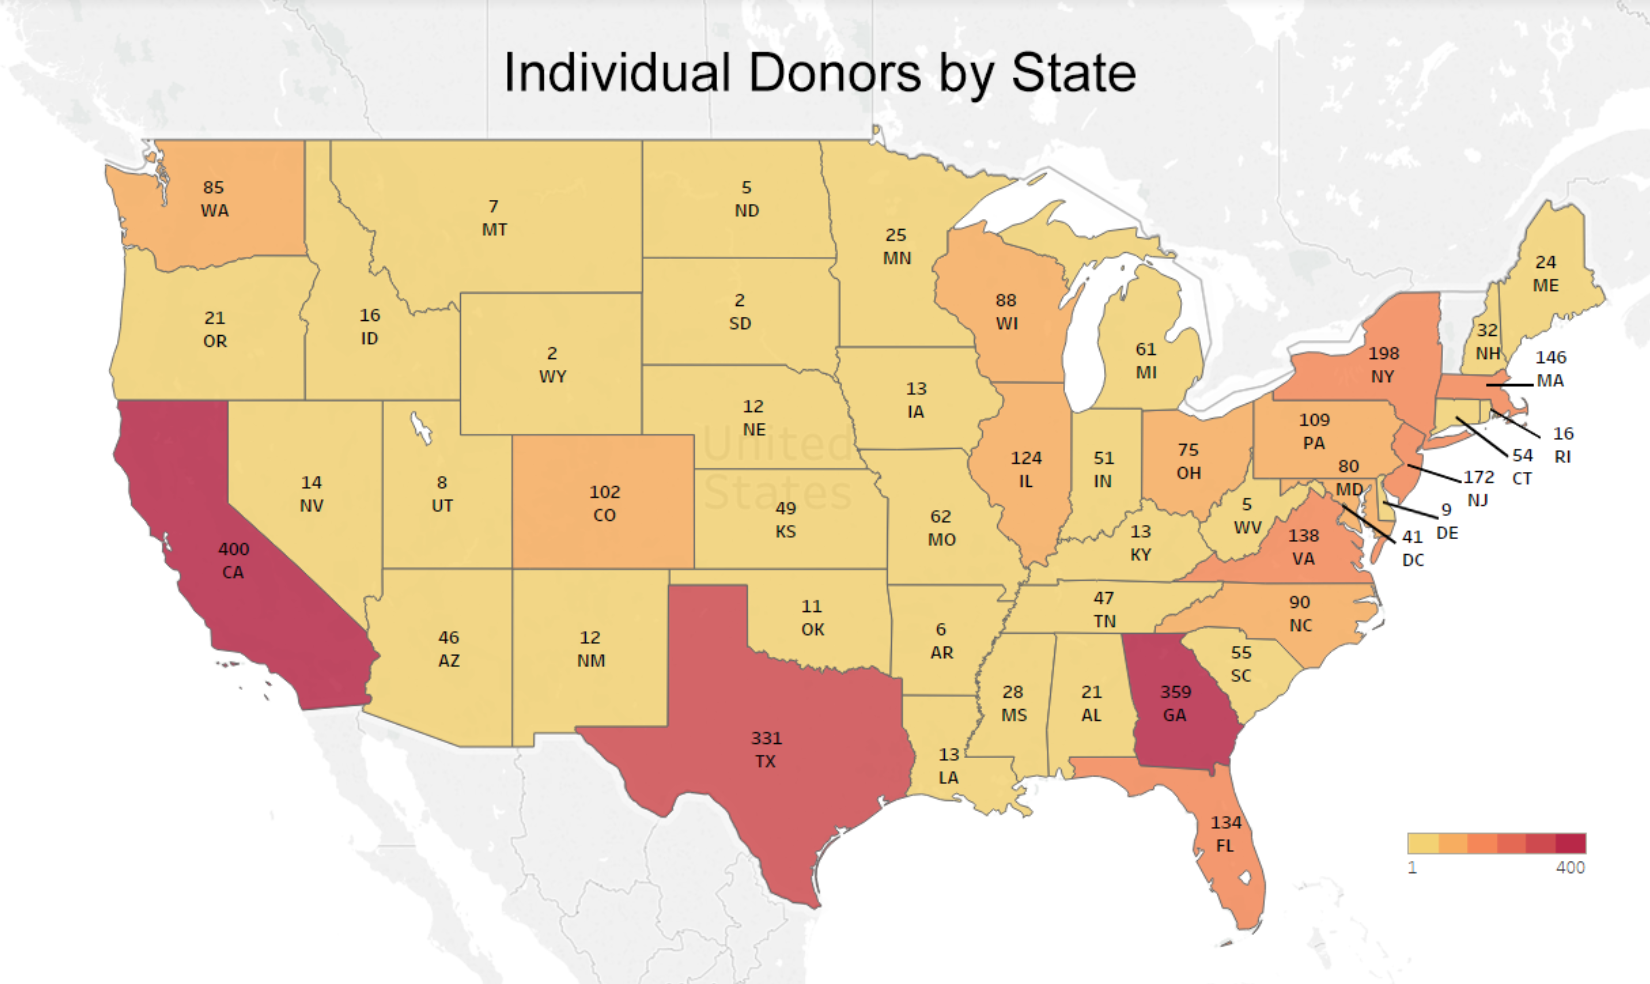 Individual Donors by State
85
WA
7
MT
5
ND
25
MN
24
ME
21
OR
16
ID
2
WY
2
SD
88
WI
61
MI
198
NY
32
NH
146
MA
12
NE
13
IA
109
PA
16
RI
54
CT
United
States
14
NV
8
UT
102
CO
49
KS
62
MO
124
IL
51
IN
75
OH
80
MD
172
NJ
9
DE
41
DC
5
WV
13
KY
138
VA
400
CA
46
AZ
12
NM
11
OK
6
AR
47
TN
90
NC
55
SC
331
TX
13
LA
28
MS
21
AL
359
GA
134
FL
1
400